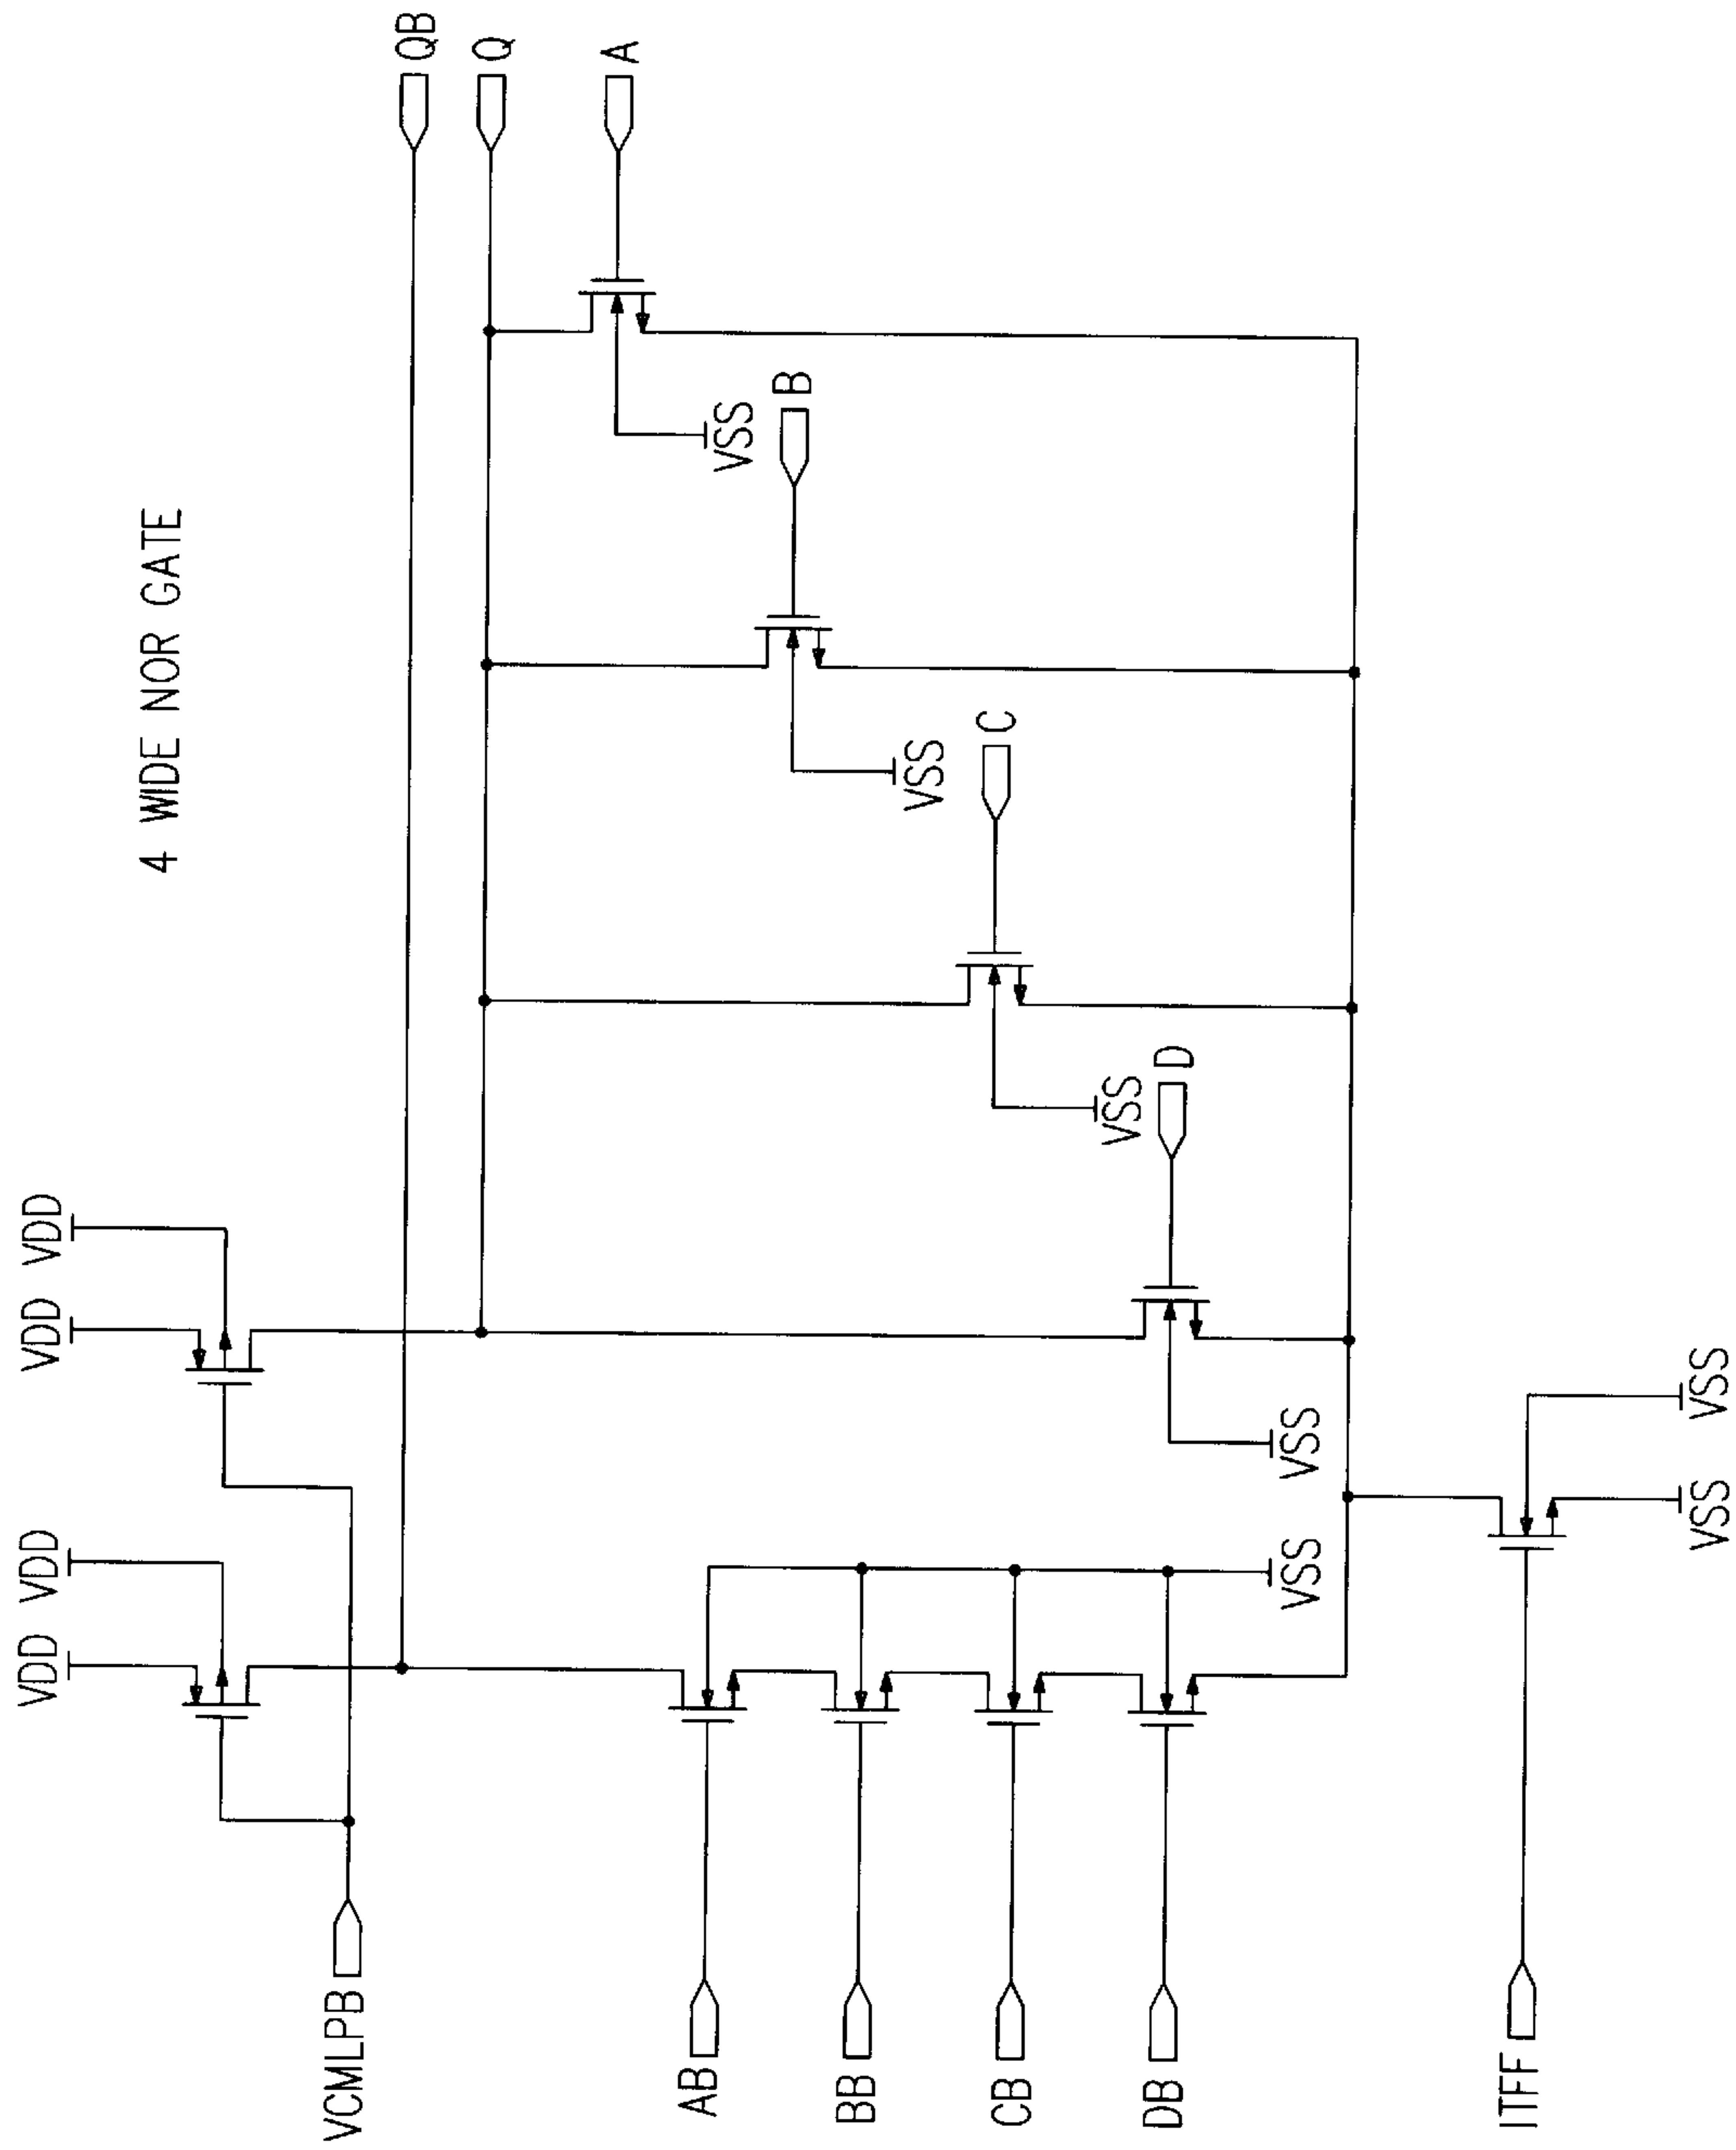 4 WIDE NOR GATE
VDD VDD
VDD VDD
VCMLPB
QB
Q
A
VSS
B
VSS
C
VSS
D
VSS
AB
BB
CB
DB
VSS
ITFF
VSS
VSS